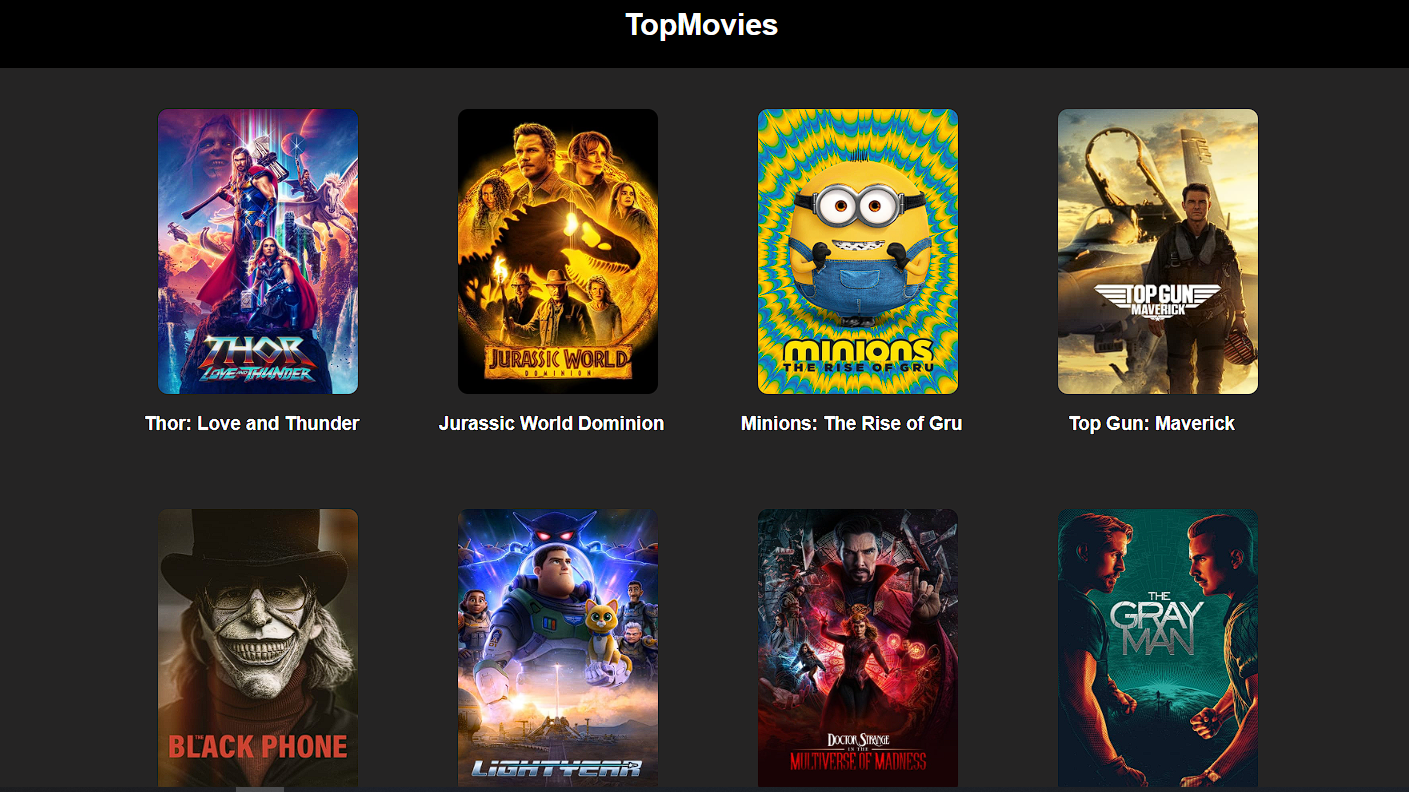 TopMovies
THOR
LOVE AND THUNDER
JURASSIC WORLD
DOMINION
minions
THE RISE OF GRU
TOP GUN
MAVERICK
Thor: Love and Thunder
Jurassic World Dominion
Minions: The Rise of Gru
Top Gun: Maverick
THE
BLACK PHONE
LIGHTYEAR
DOCTOR STRANGE
IN THE
MULTIVERSE OF MADNESS
THE
GRAY
MAN